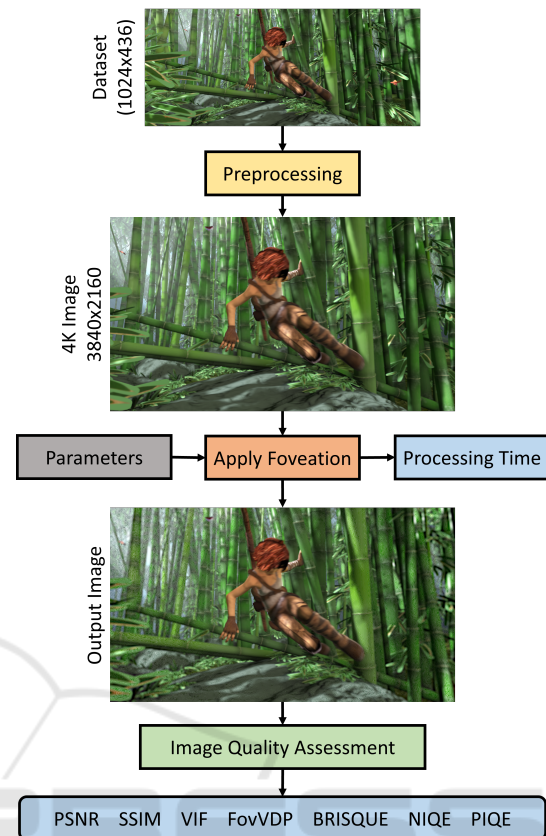 Dataset
(1024x436)
Preprocessing
4K Image
3840x2160
Parameters
Apply Foveation
Processing Time
Output Image
Image Quality Assessment
PSNR SSIM VIF FovVDP BRISQUE NIQE PIQE